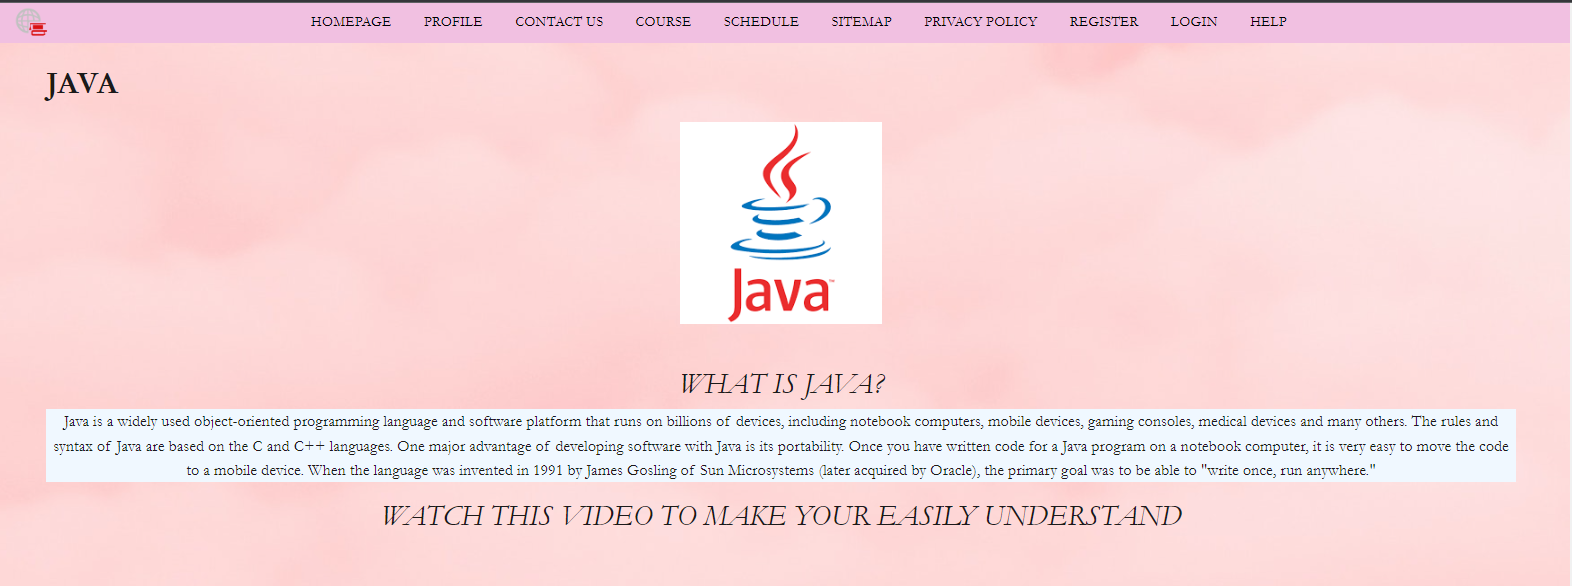 HOMEPAGE PROFILE CONTACT US COURSE SCHEDULE SITEMAP PRIVACY POLICY REGISTER LOGIN HELP
JAVA
Java™
WHAT IS JAVA?
Java is a widely used object-oriented programming language and software platform that runs on billions of devices, including notebook computers, mobile devices, gaming consoles, medical devices and many others. The rules and
syntax of Java are based on the C and C++ languages. One major advantage of developing software with Java is its portability. Once you have written code for a Java program on a notebook computer, it is very easy to move the code
to a mobile device. When the language was invented in 1991 by James Gosling of Sun Microsystems (later acquired by Oracle), the primary goal was to be able to "write once, run anywhere."
WATCH THIS VIDEO TO MAKE YOUR EASILY UNDERSTAND